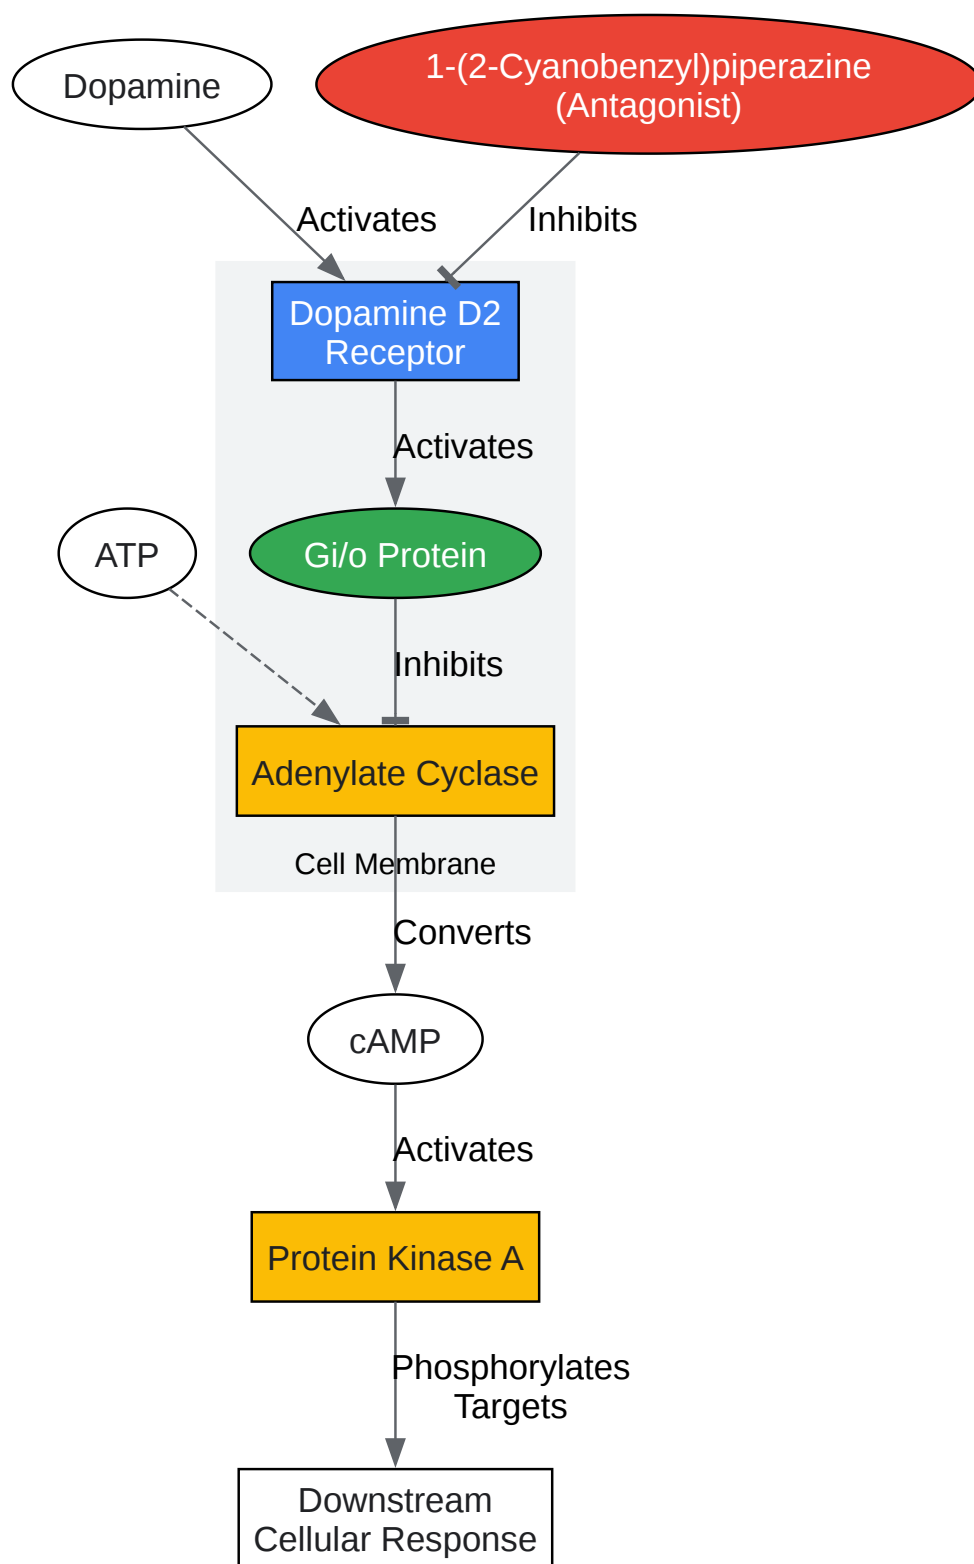 Dopamine
1-(2-Cyanobenzyl)piperazine
(Antagonist)
Activates
Inhibits
Dopamine D2
Receptor
Activates
ATP
Gi/o Protein
Inhibits
Adenylate Cyclase
Cell Membrane
Converts
cAMP
Activates
Protein Kinase A
Phosphorylates
Targets
Downstream
Cellular Response